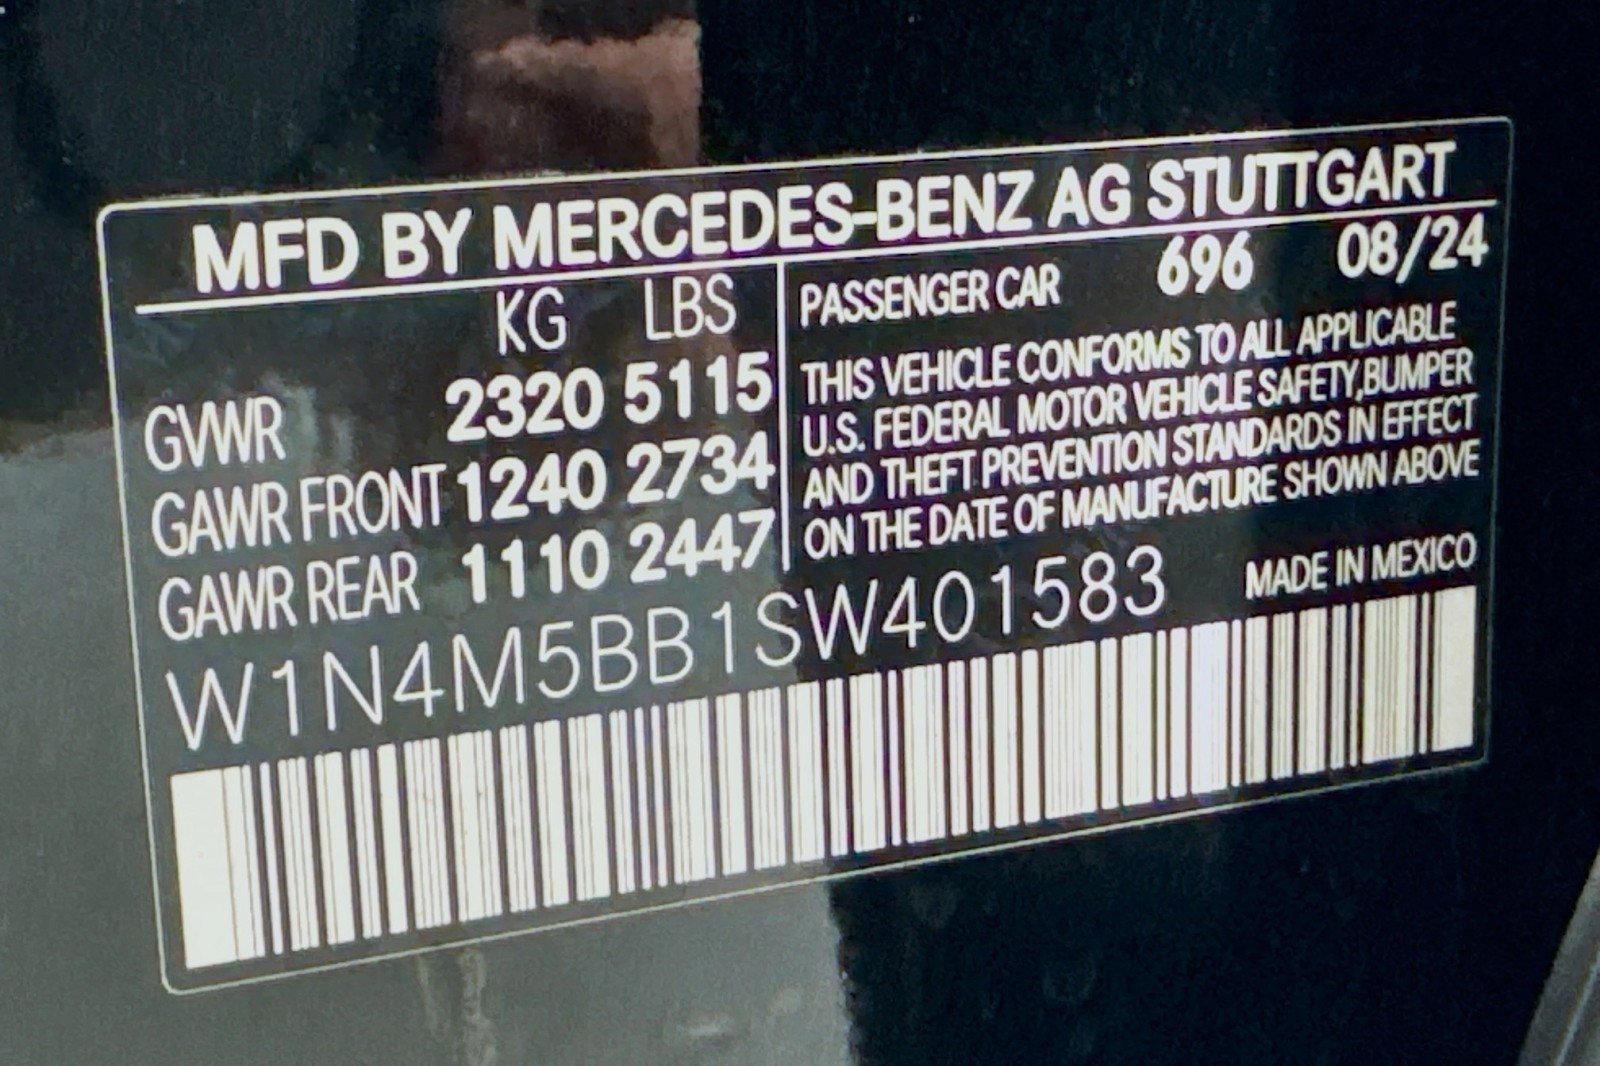 MFD BY MERCEDES-BENZ AG STUTTGART
KG LBS
GVWR 2320 5115
GAWR FRONT 1240 2734
GAWR REAR 1110 2447
PASSENGER CAR 696 08/24
THIS VEHICLE CONFORMS TO ALL APPLICABLE
U.S. FEDERAL MOTOR VEHICLE SAFETY,BUMPER
AND THEFT PREVENTION STANDARDS IN EFFECT
ON THE DATE OF MANUFACTURE SHOWN ABOVE
W1N4M5BB1SW401583
MADE IN MEXICO